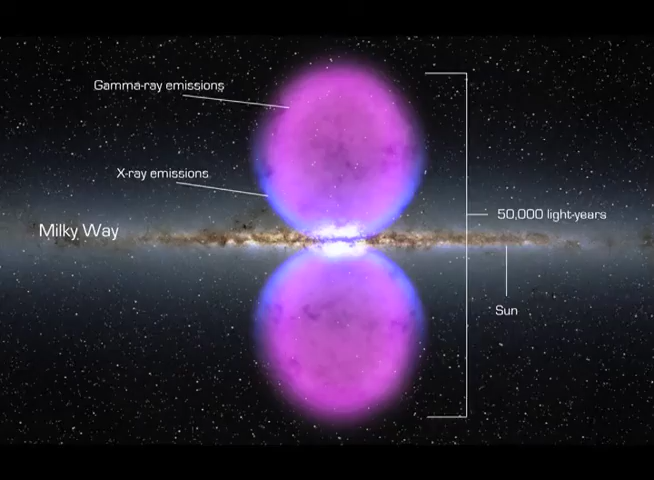 Gamma-ray emissions
X-ray emissions
Milky Way
50,000 light-years
Sun